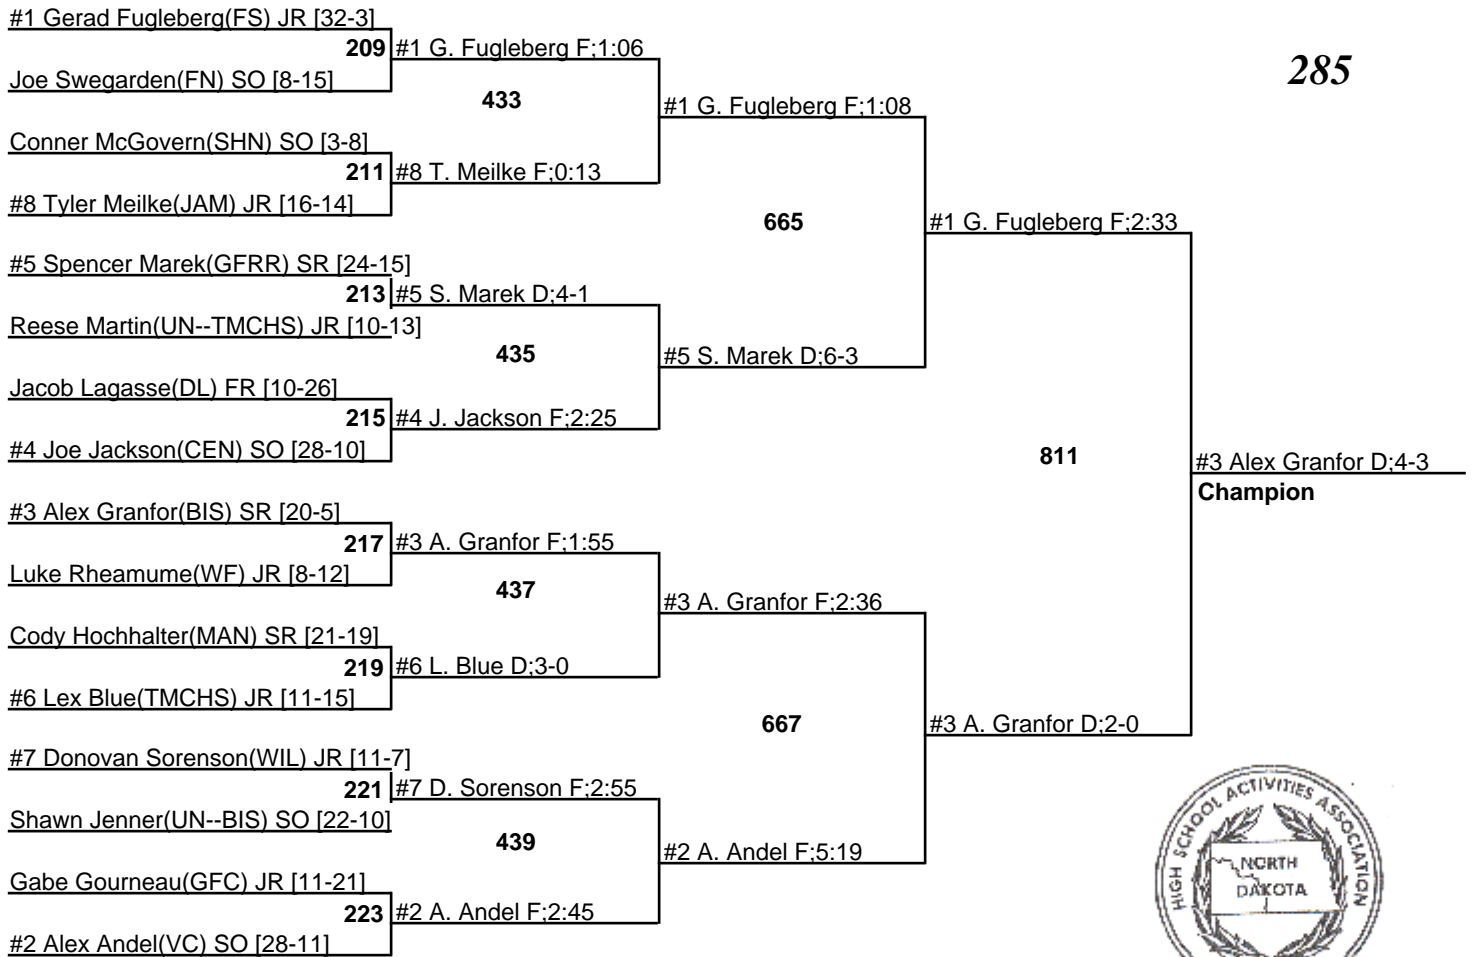 #1 Gerad Fugleberg(FS) JR [32-3]
209 #1 G. Fugleberg F;1:06
285
Joe Swegarden(FN) SO [8-15]
433
#1 G. Fugleberg F;1:08
Conner McGovern(SHN) SO [3-8]
211 #8 T. Meilke F;0:13
#8 Tyler Meilke(JAM) JR [16-14]
665
#1 G. Fugleberg F;2:33
#5 Spencer Marek(GFRR) SR [24-15]
213 #5 S. Marek D;4-1
Reese Martin(UN--TMCHS) JR [10-13]
435
#5 S. Marek D;6-3
Jacob Lagasse(DL) FR [10-26]
215 #4 J. Jackson F;2:25
#4 Joe Jackson(CEN) SO [28-10]
811
#3 Alex Granfor D;4-3
Champion
#3 Alex Granfor(BIS) SR [20-5]
217 #3 A. Granfor F;1:55
Luke Rheamume(WF) JR [8-12]
437
#3 A. Granfor F;2:36
Cody Hochhalter(MAN) SR [21-19]
219 #6 L. Blue D;3-0
#6 Lex Blue(TMCHS) JR [11-15]
667
#3 A. Granfor D;2-0
#7 Donovan Sorenson(WIL) JR [11-7]
221 #7 D. Sorenson F;2:55
Shawn Jenner(UN--BIS) SO [22-10]
439
#2 A. Andel F;5:19
Gabe Gourneau(GFC) JR [11-21]
223 #2 A. Andel F;2:45
#2 Alex Andel(VC) SO [28-11]
HIGH SCHOOL ACTIVITIES ASSOCIATION
NORTH
DAKOTA